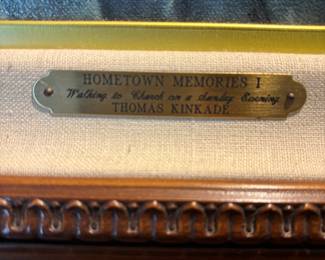 HOMETOWN MEMORIES I
Walking to Church on a Sunday Evening
THOMAS KINKADE